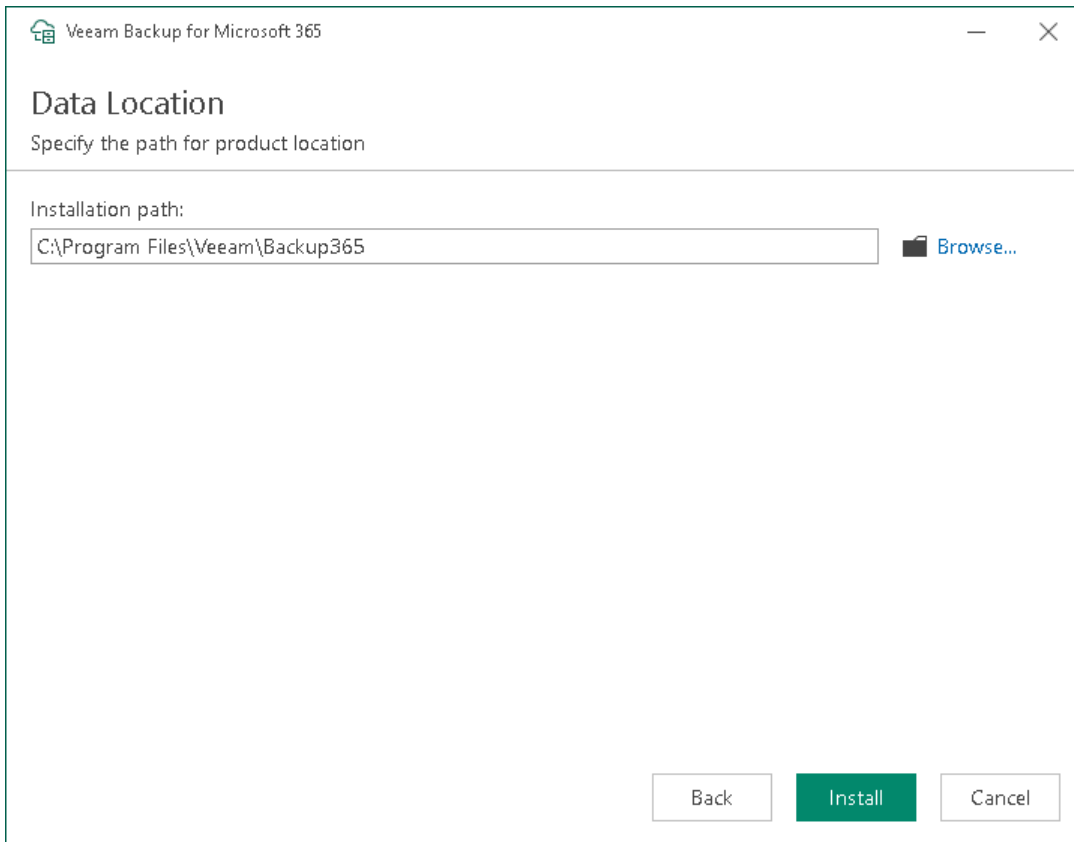 Veeam Backup for Microsoft 365
Data Location
Specify the path for product location
Installation path:
C:\Program Files\Veeam\Backup365
Browse...
Back
Install
Cancel